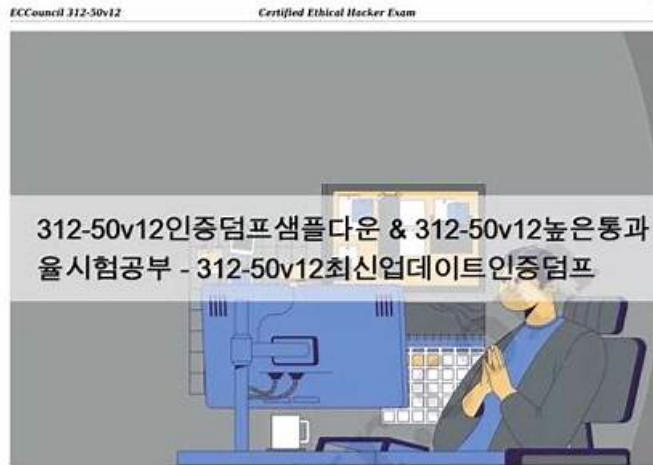 ECCouncil 312-50v12 Certified Ethical Hacker Exam
312-50v12인증덤프샘플다운 & 312-50v12높은통과
율시험공부 - 312-50v12최신업데이트인증덤프